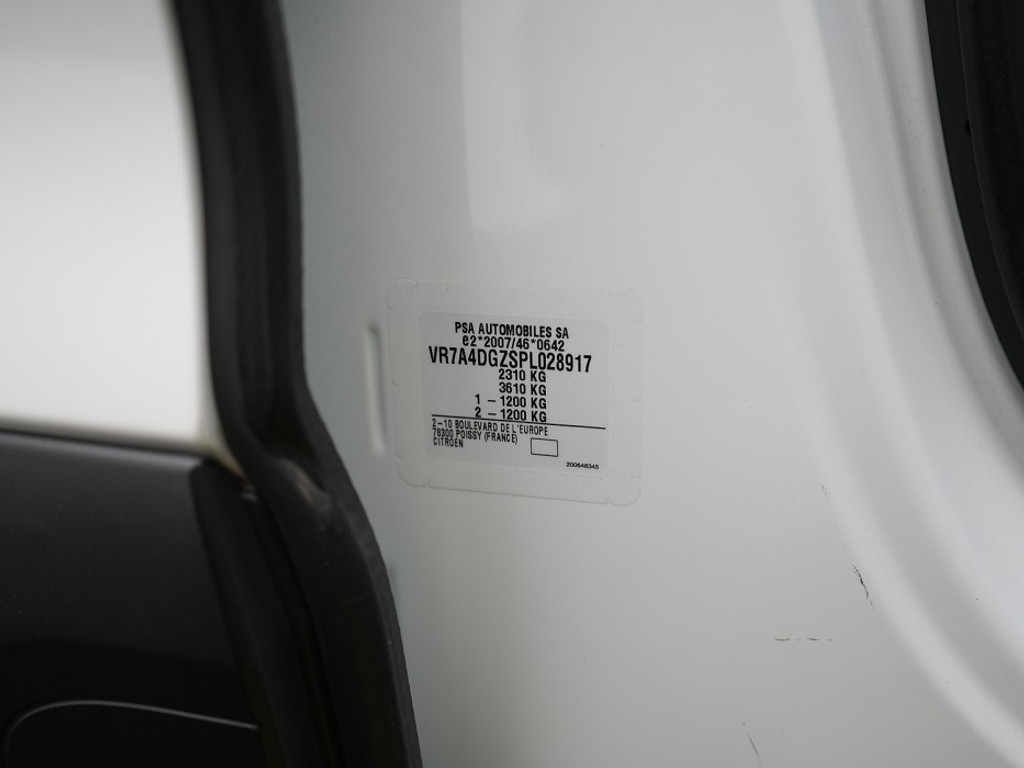 PSA AUTOMOBILES SA
e2*2007/46*0642
VR7A4DGZSPL028917
2310 KG
3610 KG
1 - 1200 KG
2 - 1200 KG
2-10 BOULEVARD DE L'EUROPE
78300 POISSY (FRANCE)
CITROEN
200648345